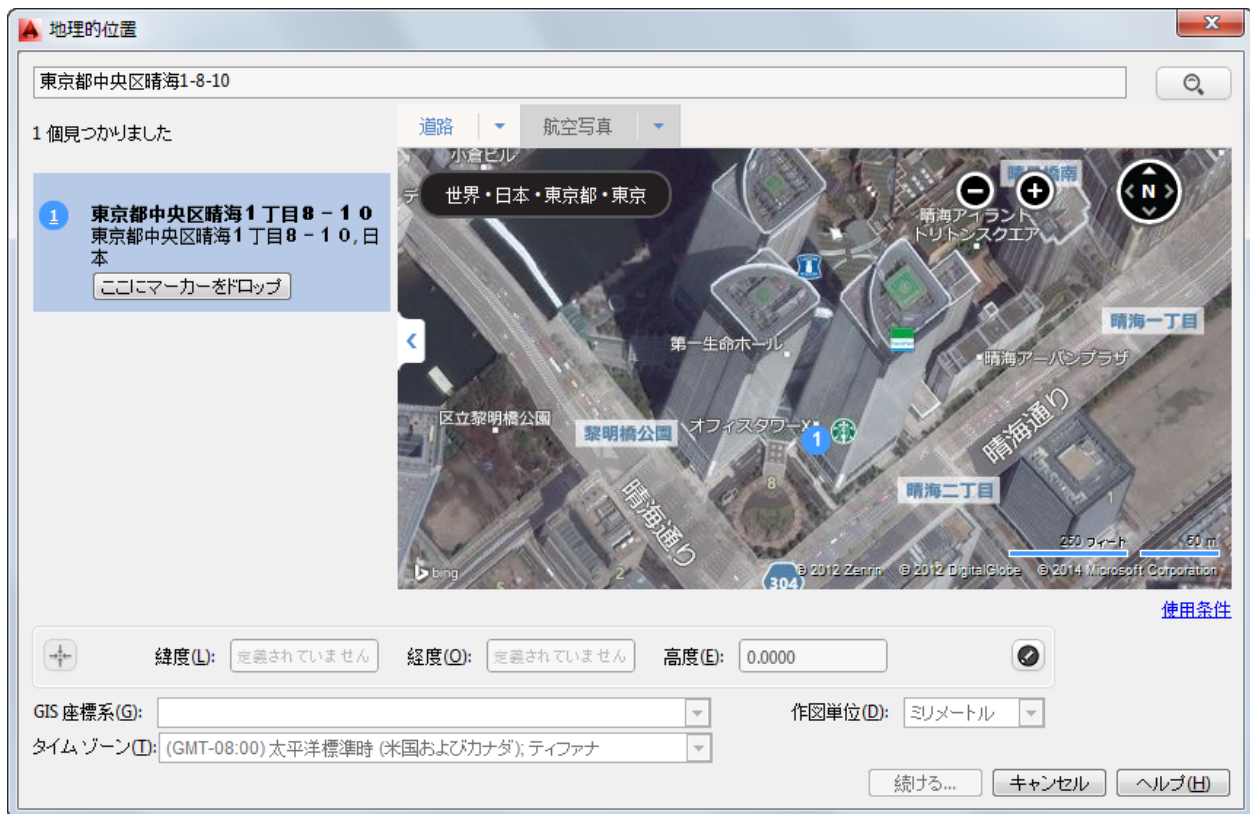 地理的位置
東京都中央区晴海1-8-10
1 個見つかりました
道路
航空写真
1
東京都中央区晴海1丁目8－10
東京都中央区晴海1丁目8－10,日
本
ここにマーカーをドロップ
小倉ビル
デ
世界・日本・東京都・東京
N
晴海アイランド
トリトンスクエア
晴海一丁目
第一生命ホール
晴海アーバンプラザ
区立黎明橋公園
黎明橋公園
オフィスタワーX
1
晴海通り
晴海二丁目
8
1
晴海通り
250 フィート
50 m
2
5
304
bing
© 2012 Zenrin © 2012 DigitalGlobe © 2014 Microsoft Corporation
使用条件
緯度(L): 定義されていません 経度(O): 定義されていません 高度(E): 0.0000
GIS 座標系(G):
作図単位(D): ミリメートル
タイム ゾーン(T): (GMT-08:00) 太平洋標準時 (米国およびカナダ); ティファナ
続ける... キャンセル ヘルプ(H)